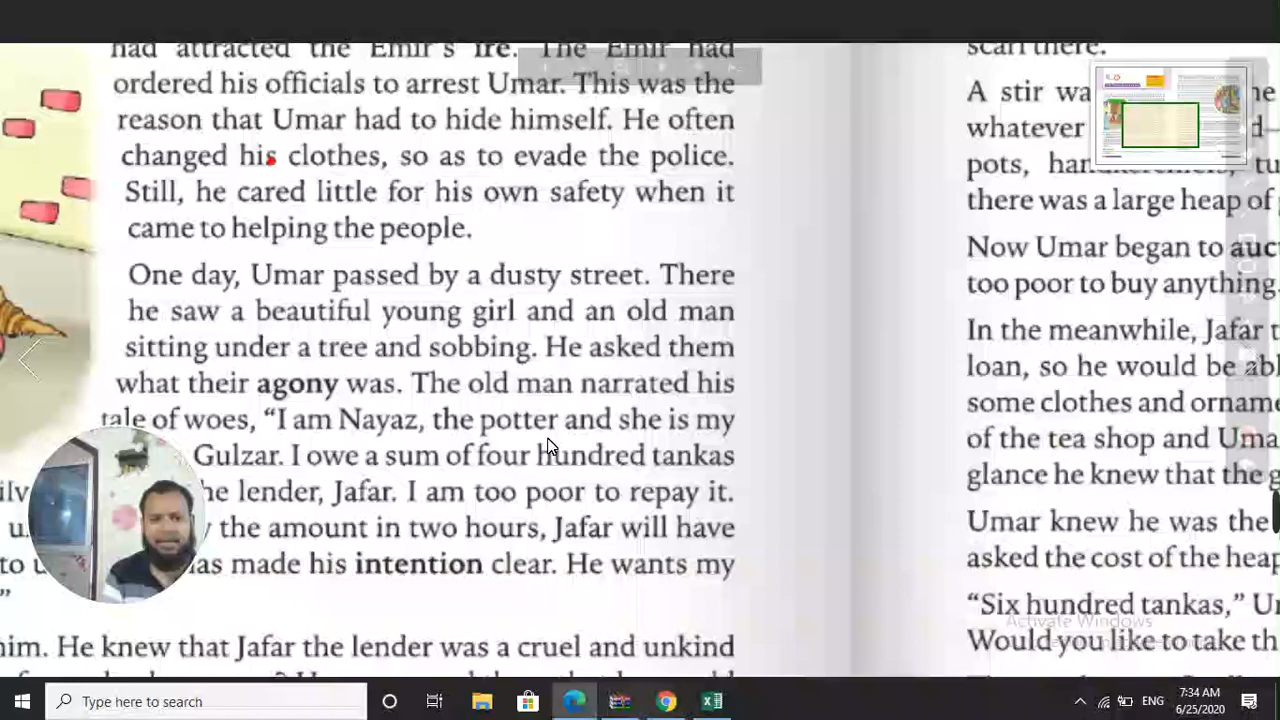 had attracted the Emir's ire. The Emir had
ordered his officials to arrest Umar. This was the
reason that Umar had to hide himself. He often
changed his clothes, so as to evade the police.
Still, he cared little for his own safety when it
came to helping the people.
One day, Umar passed by a dusty street. There
he saw a beautiful young girl and an old man
sitting under a tree and sobbing. He asked them
what their agony was. The old man narrated his
tale of woes, "I am Nayaz, the potter and she is my
Gulzar. I owe a sum of four hundred tankas
he lender, Jafar. I am too poor to repay it.
the amount in two hours, Jafar will have
to made his intention clear. He wants my
"
him. He knew that Jafar the lender was a cruel and unkind
scarf there.
A stir
whatever
pots,
there was a large heap of
Now Umar began to
too poor to buy anything.
In the meanwhile, Jafar
loan, so he would be
some clothes and
of the tea shop and
glance he knew that the
Umar knew he was the
asked the cost of the heap
"Six hundred tankas,"
Would you like to take
Activate Windows
Type here to search
ENG
7:34 AM
6/25/2020